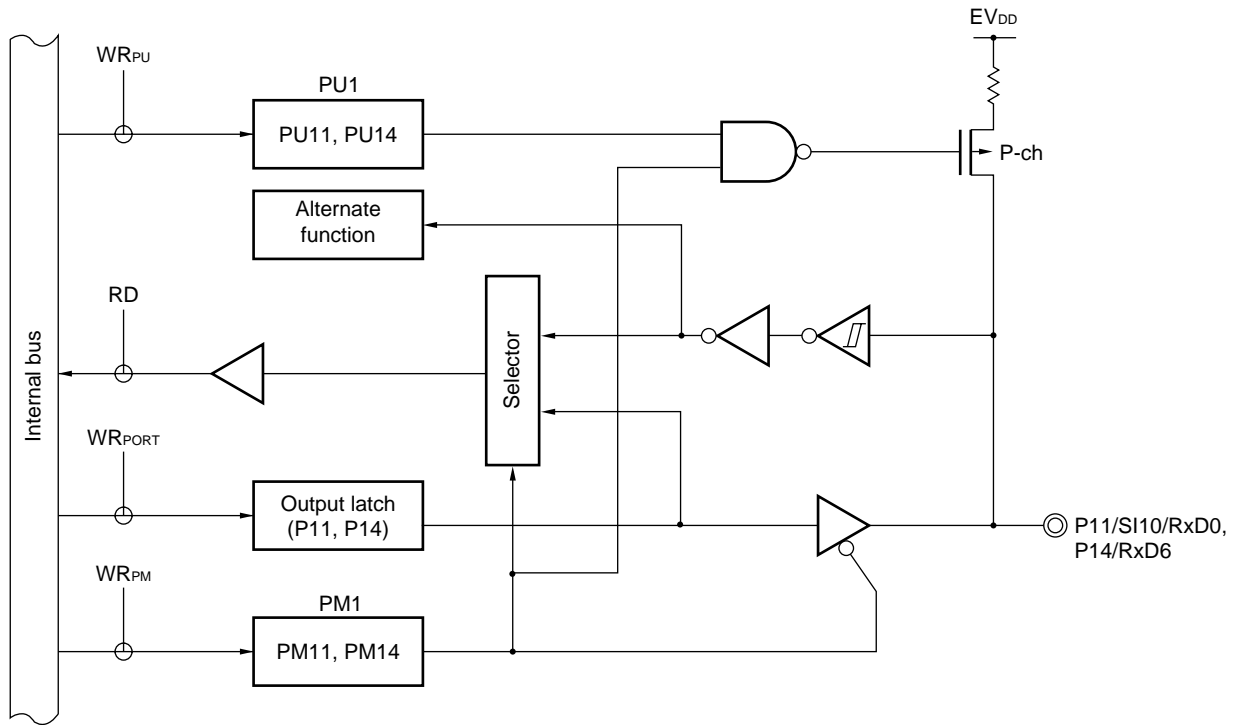 EVDD
WRPU
PU1
PU11, PU14
P-ch
Alternate
function
RD
Internal bus
Selector
WRPORT
Output latch
(P11, P14)
P11/SI10/RxD0,
P14/RxD6
WRPM
PM1
PM11, PM14